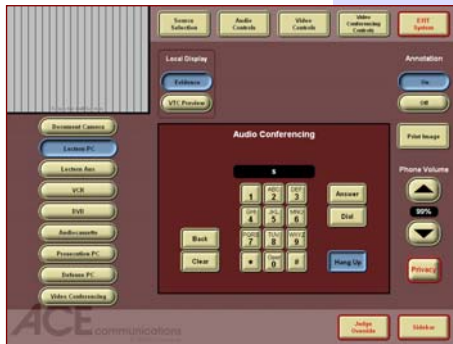 Source
Selection
Audio
Controls
Video
Controls
Video
Conferencing
Controls
EXIT
System
Local Display
Evidence
VTC Preview
Annotation
On
Off
Print Image
Phone Volume
99%
Privacy
Document Camera
Lectern PC
Lectern Aux
VCR
DVD
Audiocassette
Prosecution PC
Defense PC
Video Conferencing
Audio Conferencing
1
ABC
2
DEF
3
GHI
4
JKL
5
MNO
6
7
TUV
8
9
*
Oper
0
#
Answer
Dial
Back
Clear
Hang Up
ACE communications
Judge
Override
Sidebar